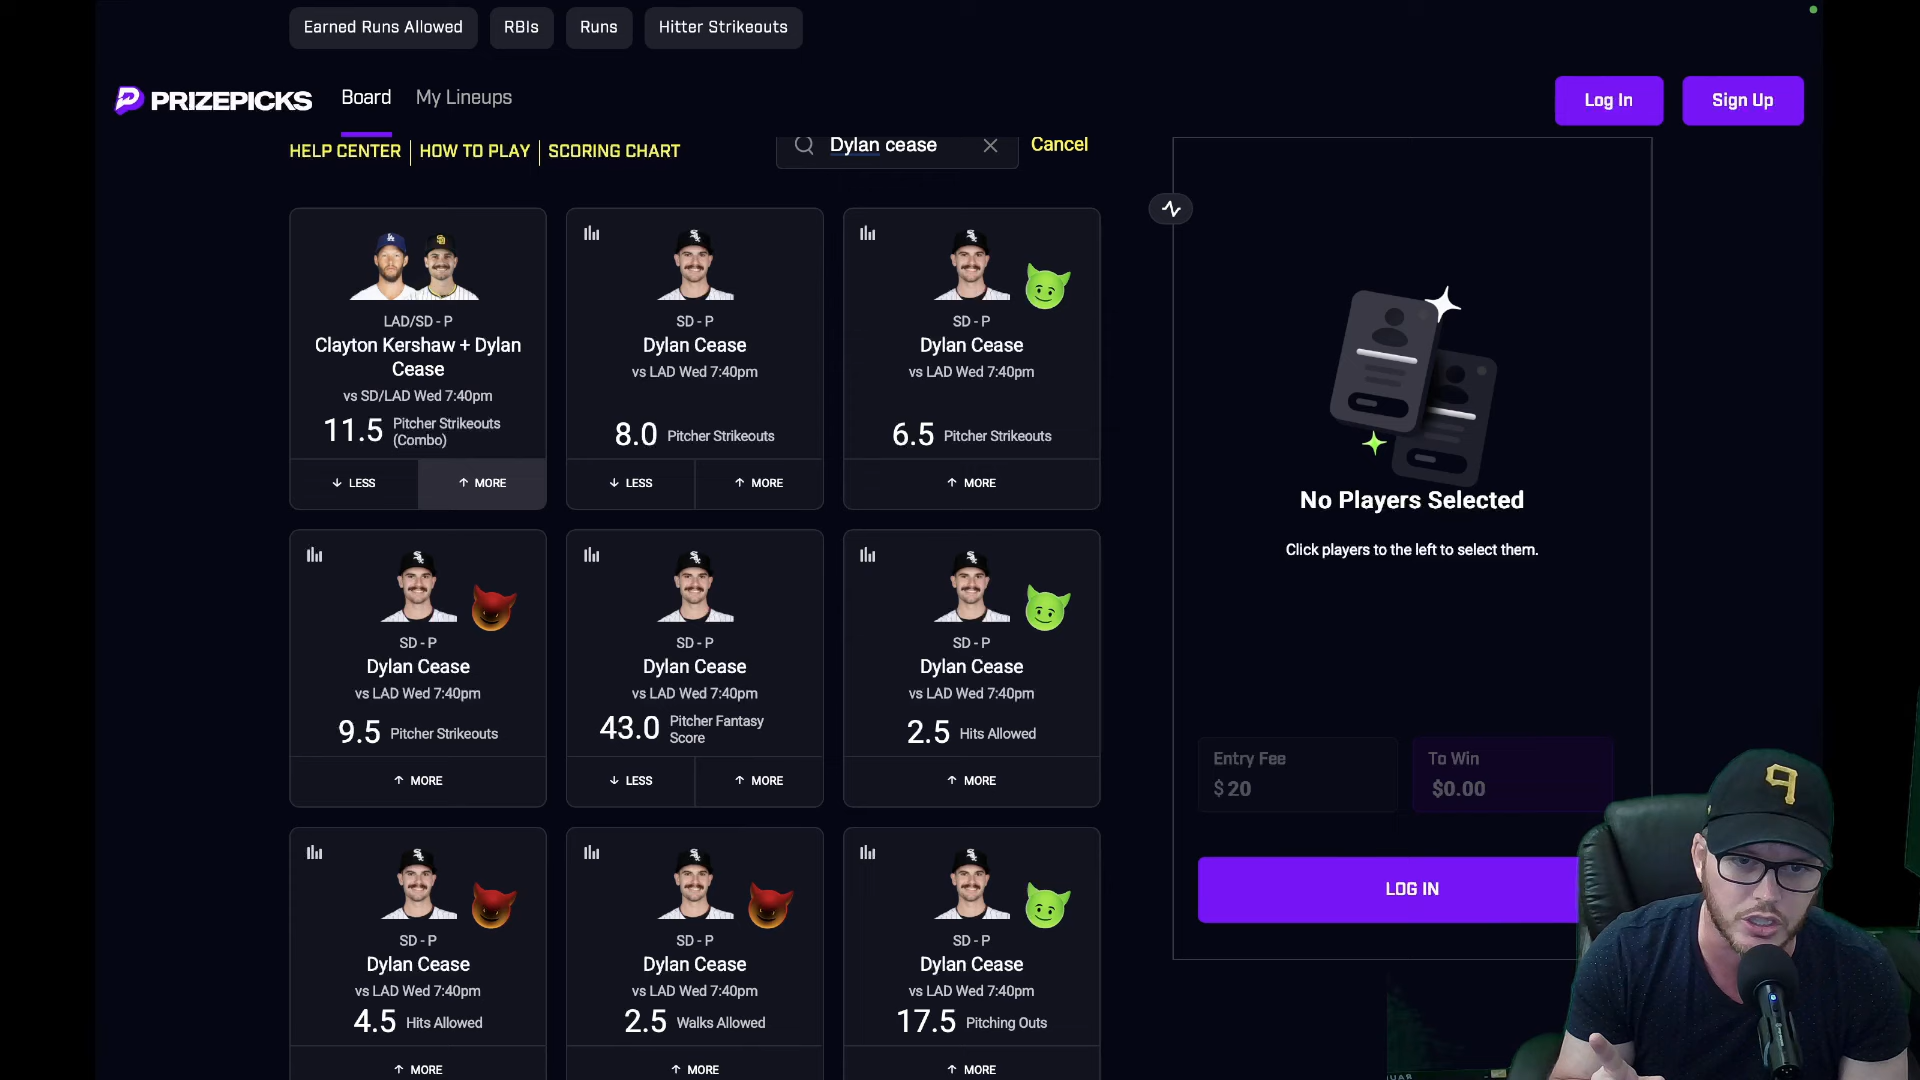 Earned Runs Allowed
RBIs
Runs
Hitter Strikeouts
PRIZEPICKS
Board
My Lineups
Log In
Sign Up
HELP CENTER
HOW TO PLAY
SCORING CHART
Dylan cease
Cancel
LAD/SD - P
Clayton Kershaw + Dylan
Cease
vs SD/LAD Wed 7:40pm
11.5 Pitcher Strikeouts
(Combo)
LESS
MORE
SD - P
Dylan Cease
vs LAD Wed 7:40pm
8.0 Pitcher Strikeouts
LESS
MORE
SD - P
Dylan Cease
vs LAD Wed 7:40pm
6.5 Pitcher Strikeouts
MORE
SD - P
Dylan Cease
vs LAD Wed 7:40pm
9.5 Pitcher Strikeouts
MORE
SD - P
Dylan Cease
vs LAD Wed 7:40pm
43.0 Pitcher Fantasy
Score
LESS
MORE
SD - P
Dylan Cease
vs LAD Wed 7:40pm
2.5 Hits Allowed
MORE
SD - P
Dylan Cease
vs LAD Wed 7:40pm
4.5 Hits Allowed
MORE
SD - P
Dylan Cease
vs LAD Wed 7:40pm
2.5 Walks Allowed
MORE
SD - P
Dylan Cease
vs LAD Wed 7:40pm
17.5 Pitching Outs
MORE
No Players Selected
Click players to the left to select them.
Entry Fee
$ 20
To Win
$0.00
LOG IN
P